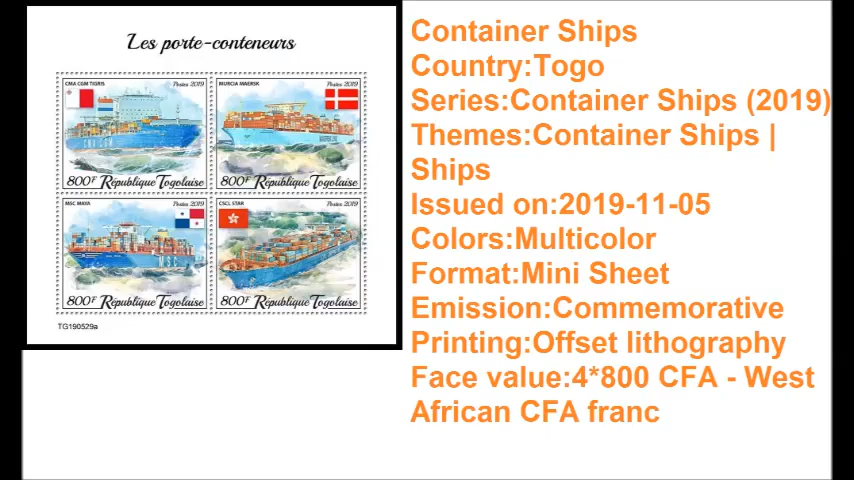 Les porte-conteneurs
CMA CGM TIGRIS
Postes 2019
MURCIA MAERSK
Postes 2019
CMA CGM
800F République Togolaise
800F République Togolaise
MSC MAYA
Postes 2019
CSCL STAR
Postes 2019
MSC
800F République Togolaise
800F République Togolaise
TG190529a
Container Ships
Country:Togo
Series:Container Ships (2019)
Themes:Container Ships |
Ships
Issued on:2019-11-05
Colors:Multicolor
Format:Mini Sheet
Emission:Commemorative
Printing:Offset lithography
Face value:4*800 CFA - West
African CFA franc